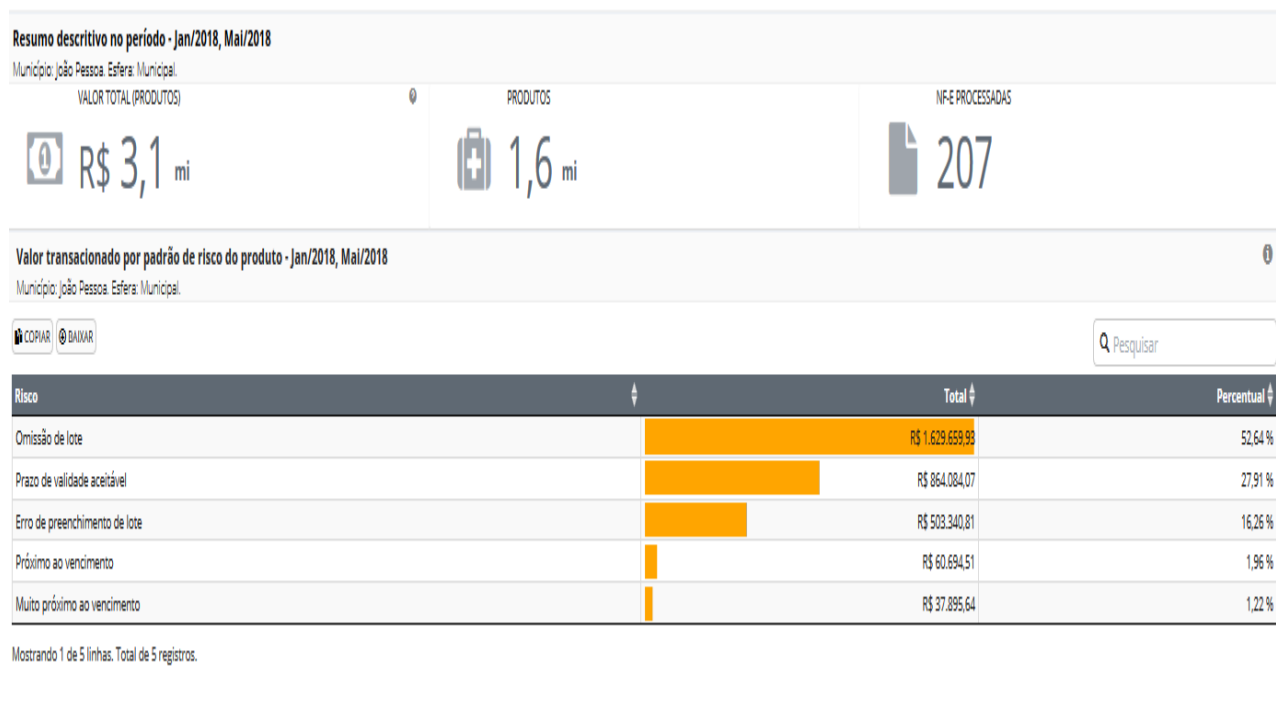 Resumo descritivo no período - Jan/2018, Mai/2018
Município: João Pessoa. Esfera: Municipal.
VALOR TOTAL (PRODUTOS)
R$ 3,1 mi
PRODUTOS
1,6 mi
NF-E PROCESSADAS
207
Valor transacionado por padrão de risco do produto - Jan/2018, Mai/2018
Município: João Pessoa. Esfera: Municipal.
COPIAR BAIXAR
Pesquisar
Risco Total Percentual
Omissão de lote R$ 1.629.659,93 52,64 %
Prazo de validade aceitável R$ 864.084,07 27,91 %
Erro de preenchimento de lote R$ 503.340,81 16,26 %
Próximo ao vencimento R$ 60.694,51 1,96 %
Muito próximo ao vencimento R$ 37.895,64 1,22 %
Mostrando 1 de 5 linhas. Total de 5 registros.